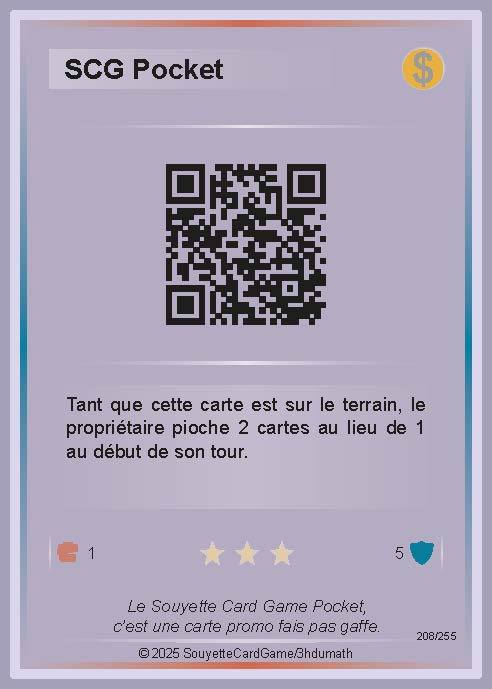 SCG Pocket
$
Tant que cette carte est sur le terrain, le
propriétaire pioche 2 cartes au lieu de 1
au début de son tour.
1
5
Le Souyette Card Game Pocket,
c'est une carte promo fais pas gaffe.
208/255
© 2025 SouyetteCardGame/3hdumath